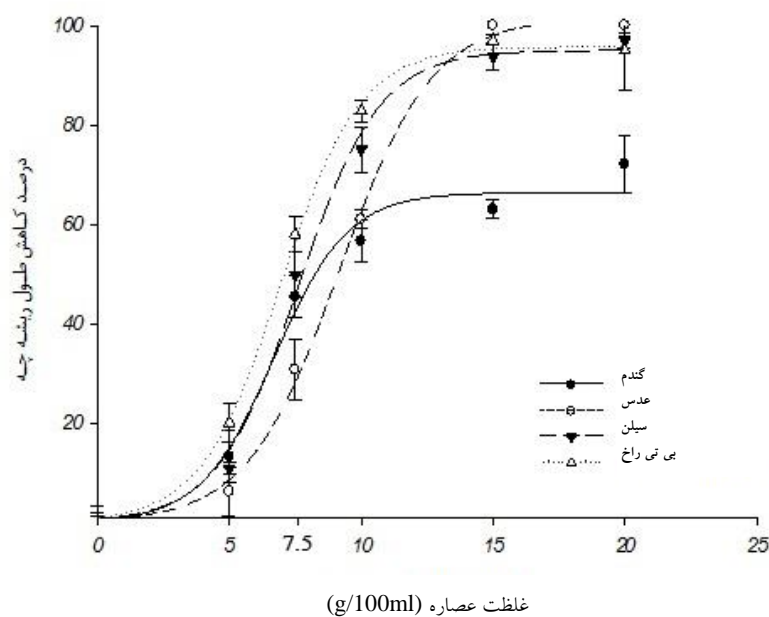 100
80
60
40
20
درصد کاهش طول ریشه چه
گندم
عدس
سیلن
بی تی راخ
0 5 7.5 10 15 20 25
غلظت عصاره (g/100ml)